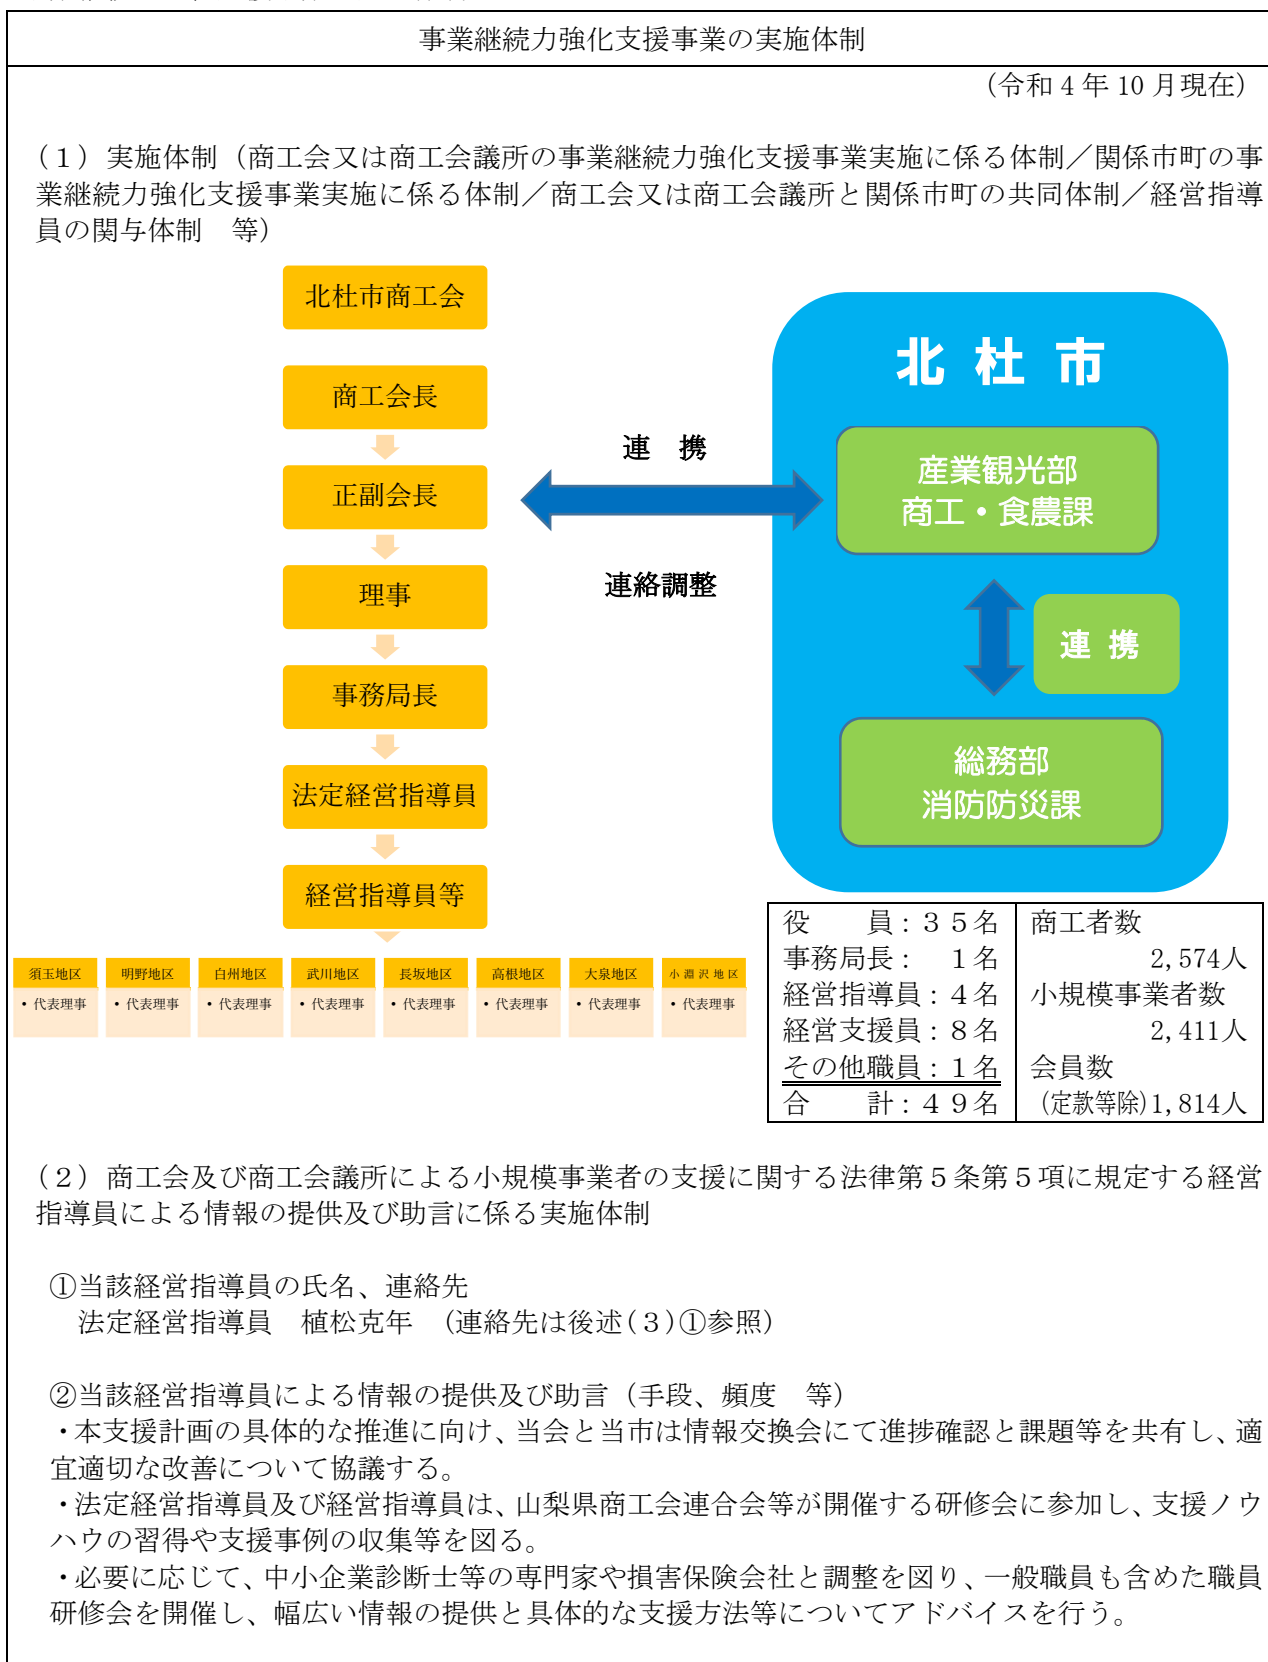 事業継続力強化支援事業の実施体制
（令和４年10月現在）
（１）実施体制（商工会又は商工会議所の事業継続力強化支援事業実施に係る体制／関係市町の事
業継続力強化支援事業実施に係る体制／商工会又は商工会議所と関係市町の共同体制／経営指導
員の関与体制　等）
北杜市商工会
商工会長
正副会長
理事
事務局長
法定経営指導員
経営指導員等
須玉地区
・代表理事
明野地区
・代表理事
白州地区
・代表理事
武川地区
・代表理事
長坂地区
・代表理事
高根地区
・代表理事
大泉地区
・代表理事
小淵沢地区
・代表理事
連　携
連絡調整
北 杜 市
産業観光部
商工・食農課
連 携
総務部
消防防災課
役　　員：３５名
事務局長：　１名
経営指導員：４名
経営支援員：８名
その他職員：１名
合　　計：４９名
商工者数
2,574人
小規模事業者数
2,411人
会員数
(定款等除)1,814人
（２）商工会及び商工会議所による小規模事業者の支援に関する法律第５条第５項に規定する経営
指導員による情報の提供及び助言に係る実施体制
①当該経営指導員の氏名、連絡先
法定経営指導員　植松克年　（連絡先は後述(３)①参照）
②当該経営指導員による情報の提供及び助言（手段、頻度　等）
・本支援計画の具体的な推進に向け、当会と当市は情報交換会にて進捗確認と課題等を共有し、適
宜適切な改善について協議する。
・法定経営指導員及び経営指導員は、山梨県商工会連合会等が開催する研修会に参加し、支援ノウ
ハウの習得や支援事例の収集等を図る。
・必要に応じて、中小企業診断士等の専門家や損害保険会社と調整を図り、一般職員も含めた職員
研修会を開催し、幅広い情報の提供と具体的な支援方法等についてアドバイスを行う。